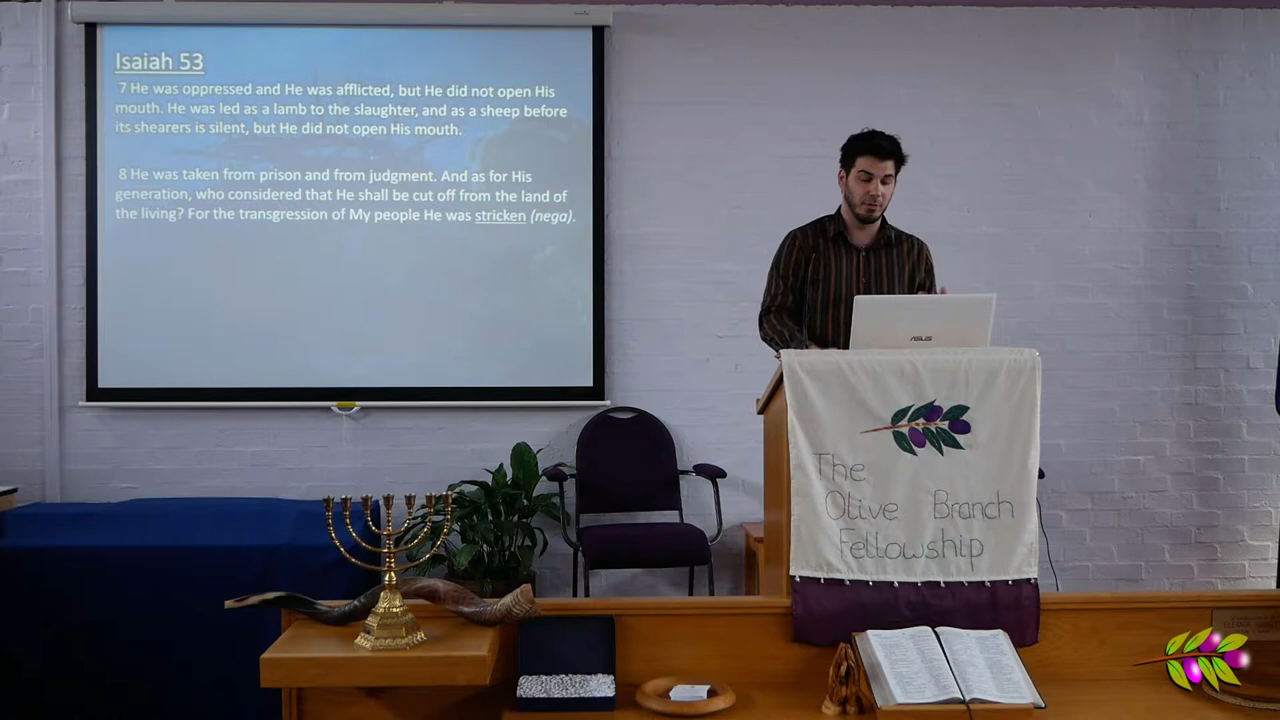 Isaiah 53
7 He was oppressed and He was afflicted, but He did not open His
mouth. He was led as a lamb to the slaughter, and as a sheep before
its shearers is silent, but He did not open His mouth.
8 He was taken from prison and from judgment. And as for His
generation, who considered that He shall be cut off from the land of
the living? For the transgression of My people He was stricken (nega).
ASUS
The
Olive Branch
Fellowship